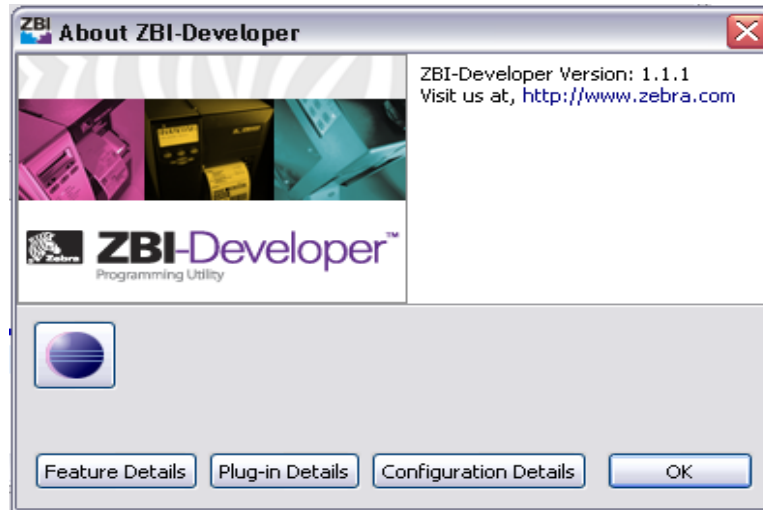 ZBI
About ZBI-Developer
ZBI-Developer Version: 1.1.1
Visit us at, http://www.zebra.com
Zebra
ZBI-Developer™
Programming Utility
Feature Details
Plug-in Details
Configuration Details
OK